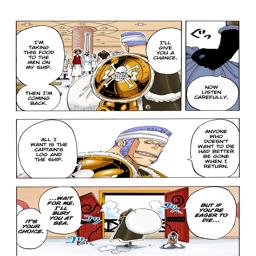 I'LL
GIVE YOU
A CHANCE.
I'M
TAKING
THIS FOOD
TO THE
MEN ON
MY SHIP.
THEN I'M
COMING
BACK.
NOW
LISTEN
CAREFULLY.
ANYONE
WHO
DOESN'T
WANT TO DIE
HAD BETTER
BE GONE
WHEN I
RETURN.
ALL I
WANT IS THE
CAPTAIN'S
LOG AND
THE SHIP.
BUT IF
YOU'RE
EAGER TO
DIE...
...WAIT
FOR ME.
I'LL
BURY YOU
AT SEA.
IT'S
YOUR
CHOICE.